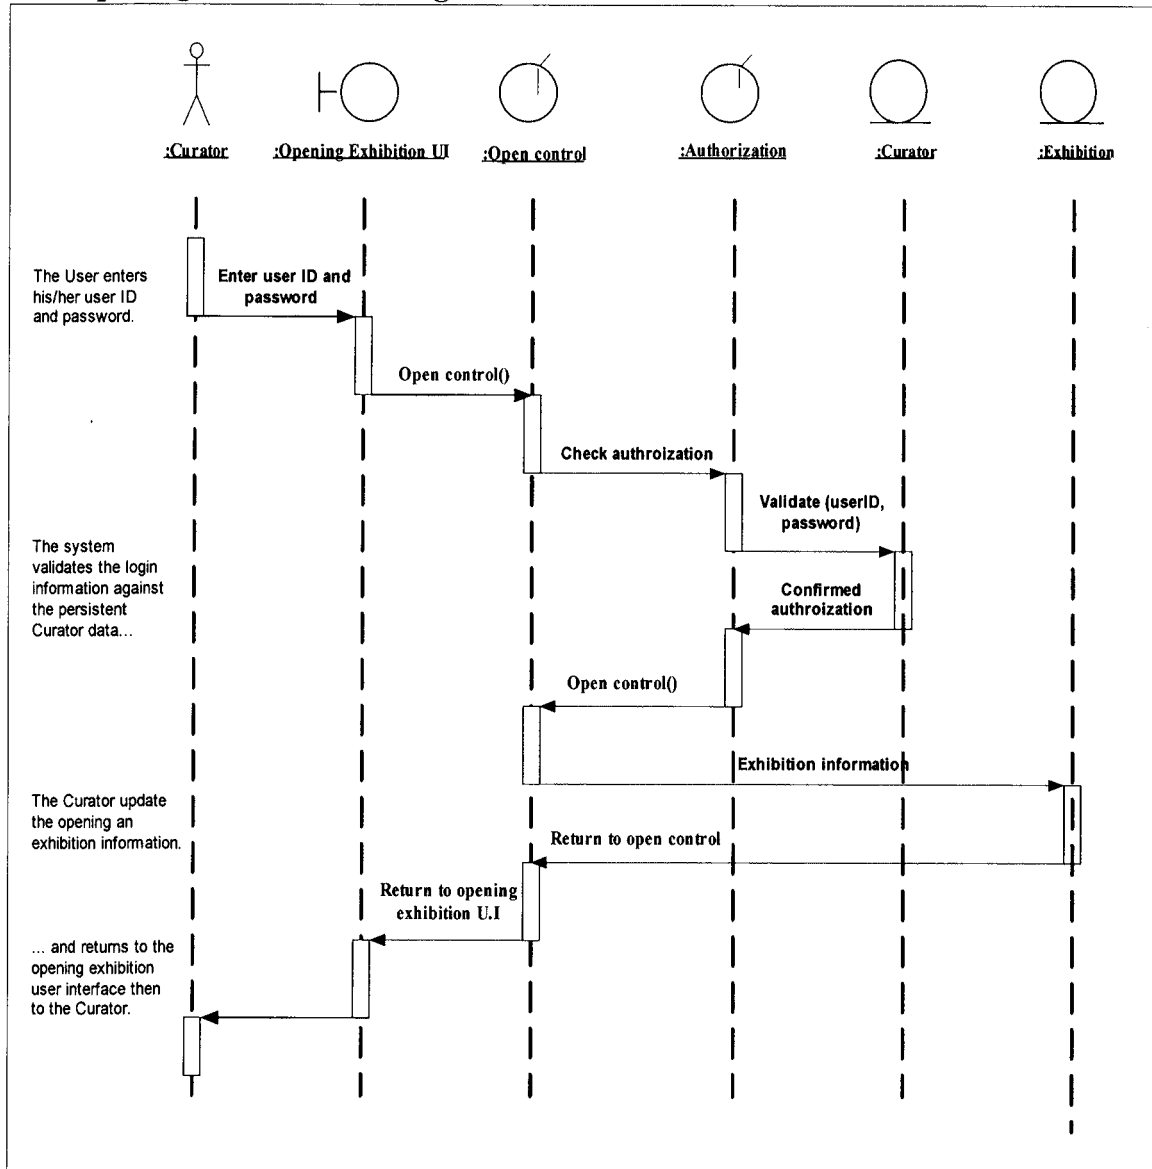 :Curator
:Opening Exhibition UI
:Open control
:Authorization
:Curator
:Exhibition
The User enters
his/her user ID
and password.
Enter user ID and
password
Open control()
Check authroization
Validate (userID,
password)
The system
validates the login
information against
the persistent
Curator data...
Confirmed
authroization
Open control()
Exhibition information
The Curator update
the opening an
exhibition information.
Return to open control
Return to opening
exhibition U.I
... and returns to the
opening exhibition
user interface then
to the Curator.